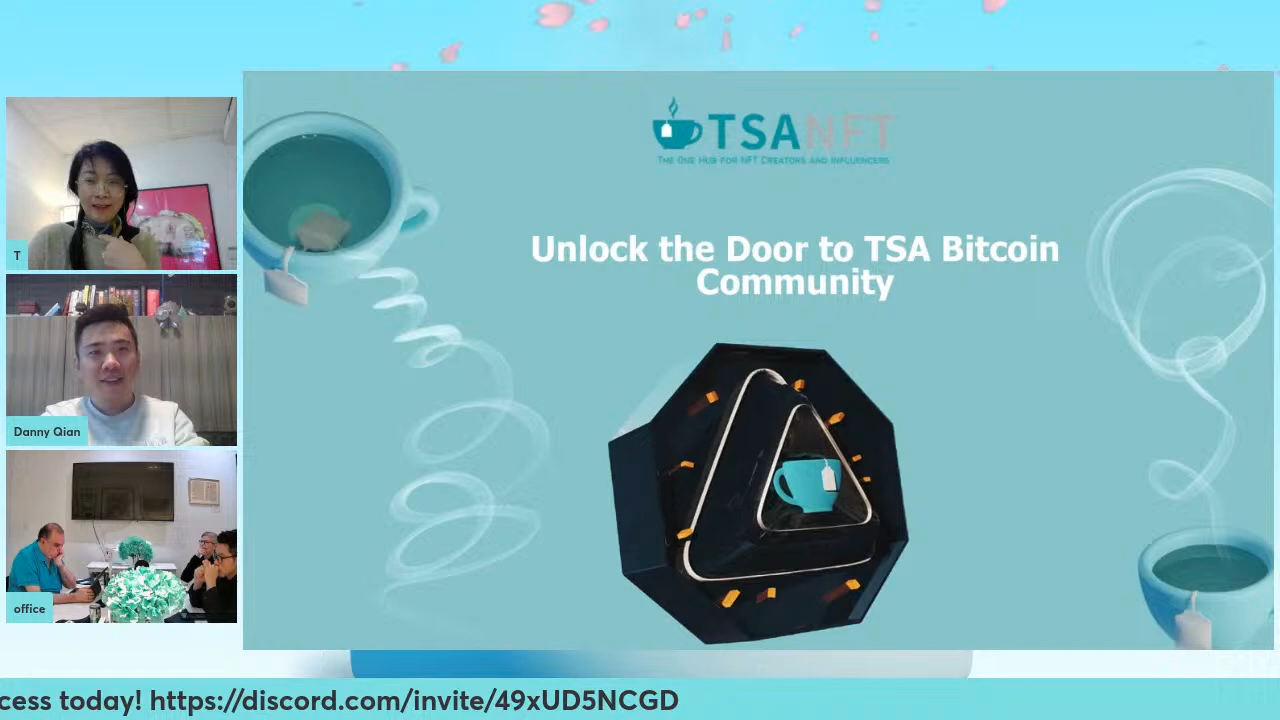 TSANFT
THE ONE HUB FOR NFT CREATORS AND INFLUENCERS
Unlock the Door to TSA Bitcoin
Community
T
Danny Qian
office
cess today! https://discord.com/invite/49xUD5NCGD